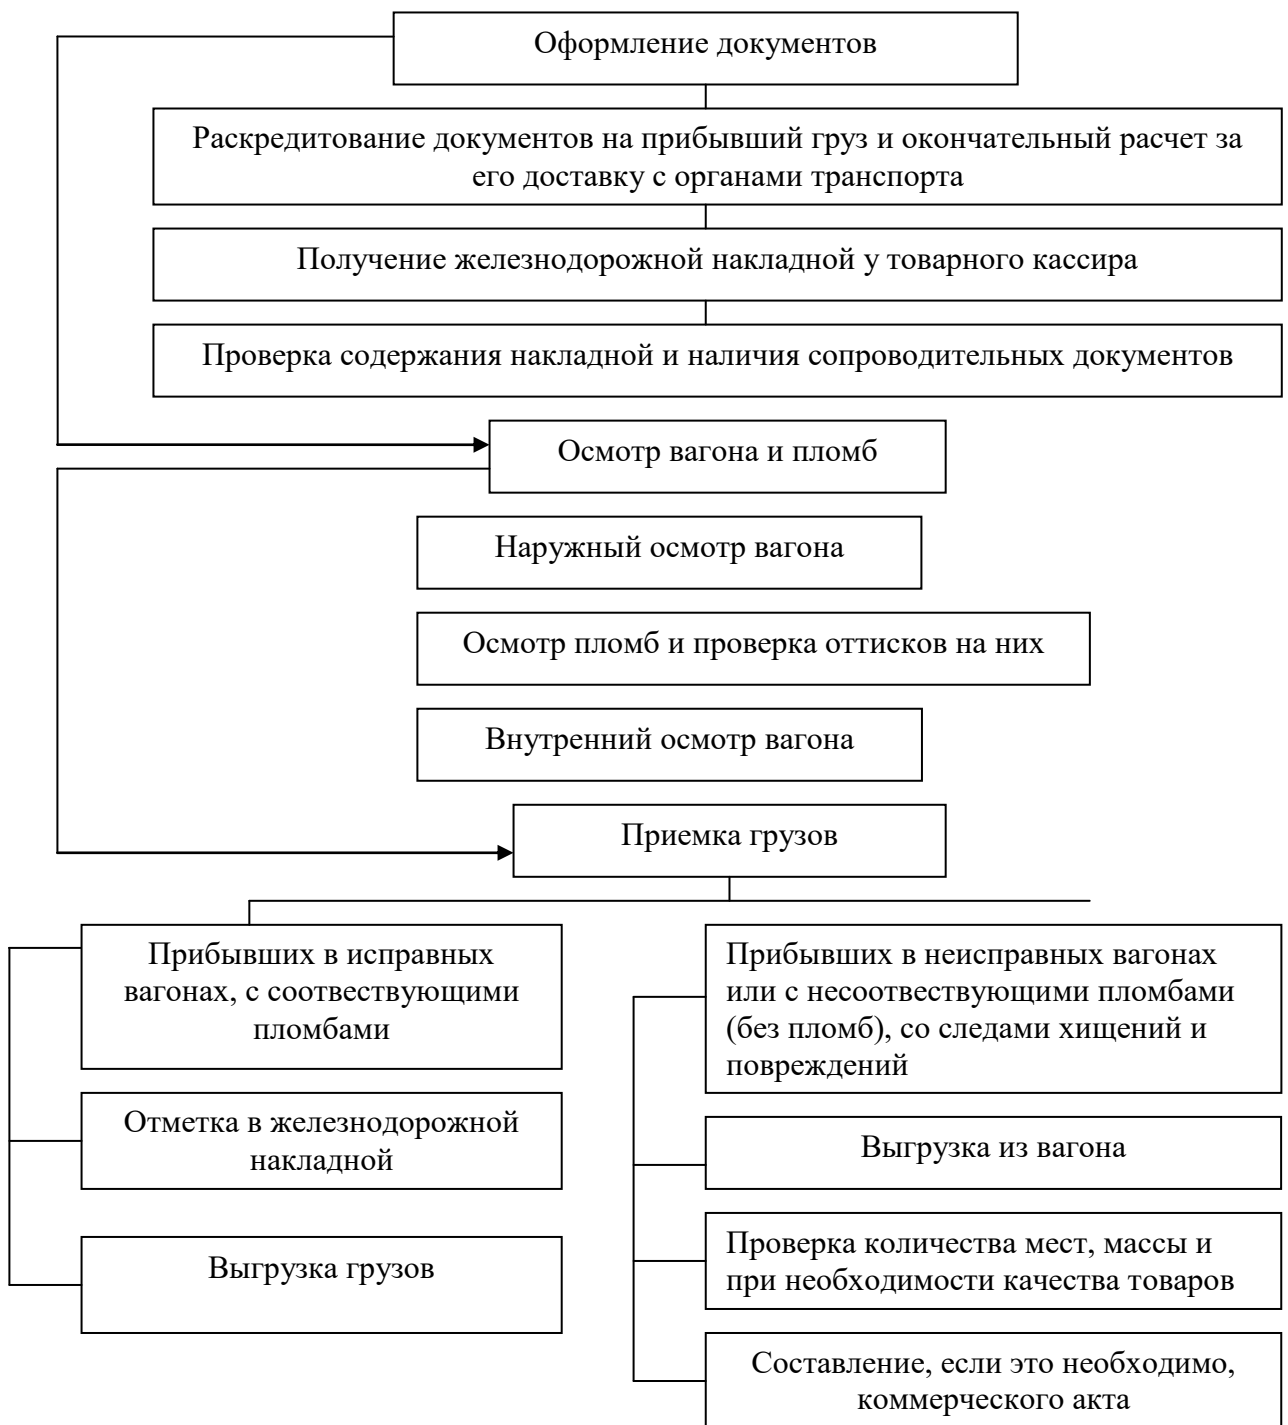 Оформление документов
Раскредитование документов на прибывший груз и окончательный расчет за
его доставку с органами транспорта
Получение железнодорожной накладной у товарного кассира
Проверка содержания накладной и наличия сопроводительных документов
Осмотр вагона и пломб
Наружный осмотр вагона
Осмотр пломб и проверка оттисков на них
Внутренний осмотр вагона
Приемка грузов
Прибывших в исправных
вагонах, с соотвествующими
пломбами
Отметка в железнодорожной
накладной
Выгрузка грузов
Прибывших в неисправных вагонах
или с несоотвествующими пломбами
(без пломб), со следами хищений и
повреждений
Выгрузка из вагона
Проверка количества мест, массы и
при необходимости качества товаров
Составление, если это необходимо,
коммерческого акта